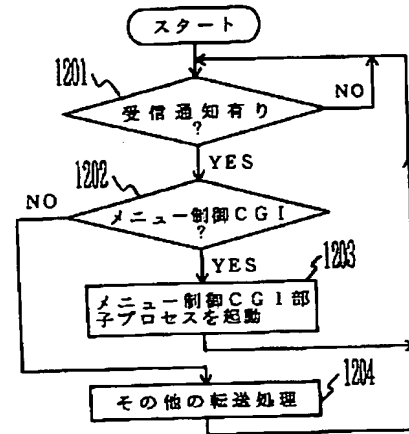 スタート
1201
受信通知有り
?
NO
YES
1202
NO
メニュー制御CGI
?
YES
1203
メニュー制御CGI部
子プロセスを起動
1204
その他の転送処理